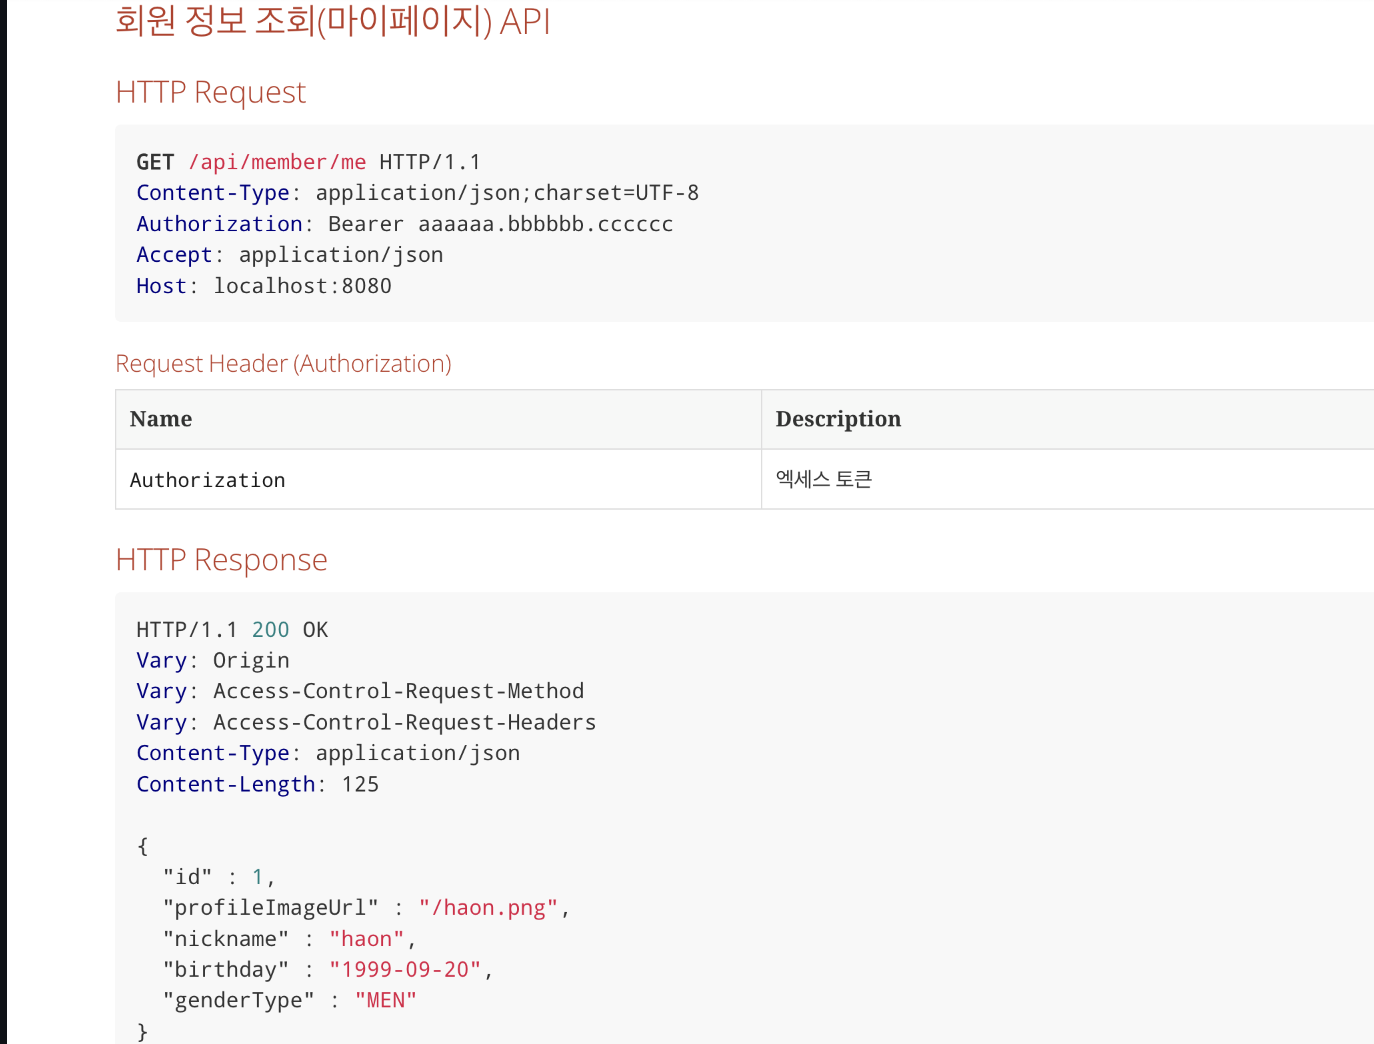 회원 정보 조회(마이페이지) API
HTTP Request
GET /api/member/me HTTP/1.1
Content-Type: application/json;charset=UTF-8
Authorization: Bearer aaaaaa.bbbbbb.cccccc
Accept: application/json
Host: localhost:8080
Request Header (Authorization)
Name Description
Authorization 엑세스 토큰
HTTP Response
HTTP/1.1 200 OK
Vary: Origin
Vary: Access-Control-Request-Method
Vary: Access-Control-Request-Headers
Content-Type: application/json
Content-Length: 125
{
"id" : 1,
"profileImageUrl" : "/haon.png",
"nickname" : "haon",
"birthday" : "1999-09-20",
"genderType" : "MEN"
}